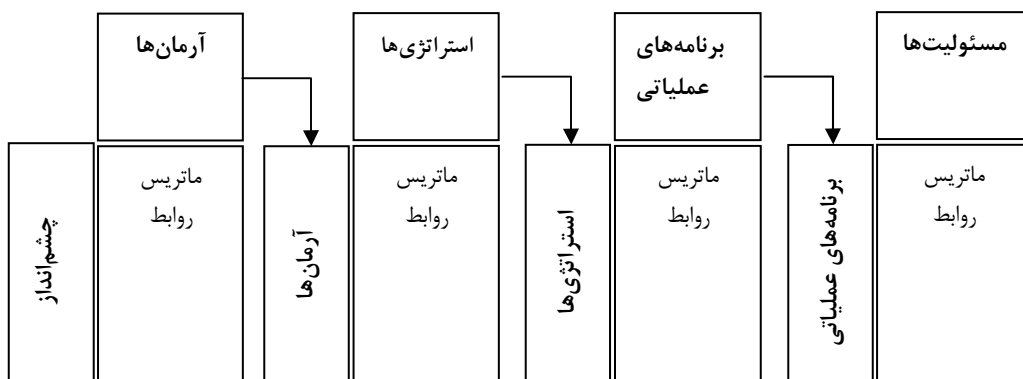 آرمان‌ها
استراتژی‌ها
برنامه‌های
عملیاتی
مسئولیت‌ها
چشم‌انداز
ماتریس
روابط
آرمان‌ها
ماتریس
روابط
استراتژی‌ها
ماتریس
روابط
برنامه‌های عملیاتی
ماتریس
روابط